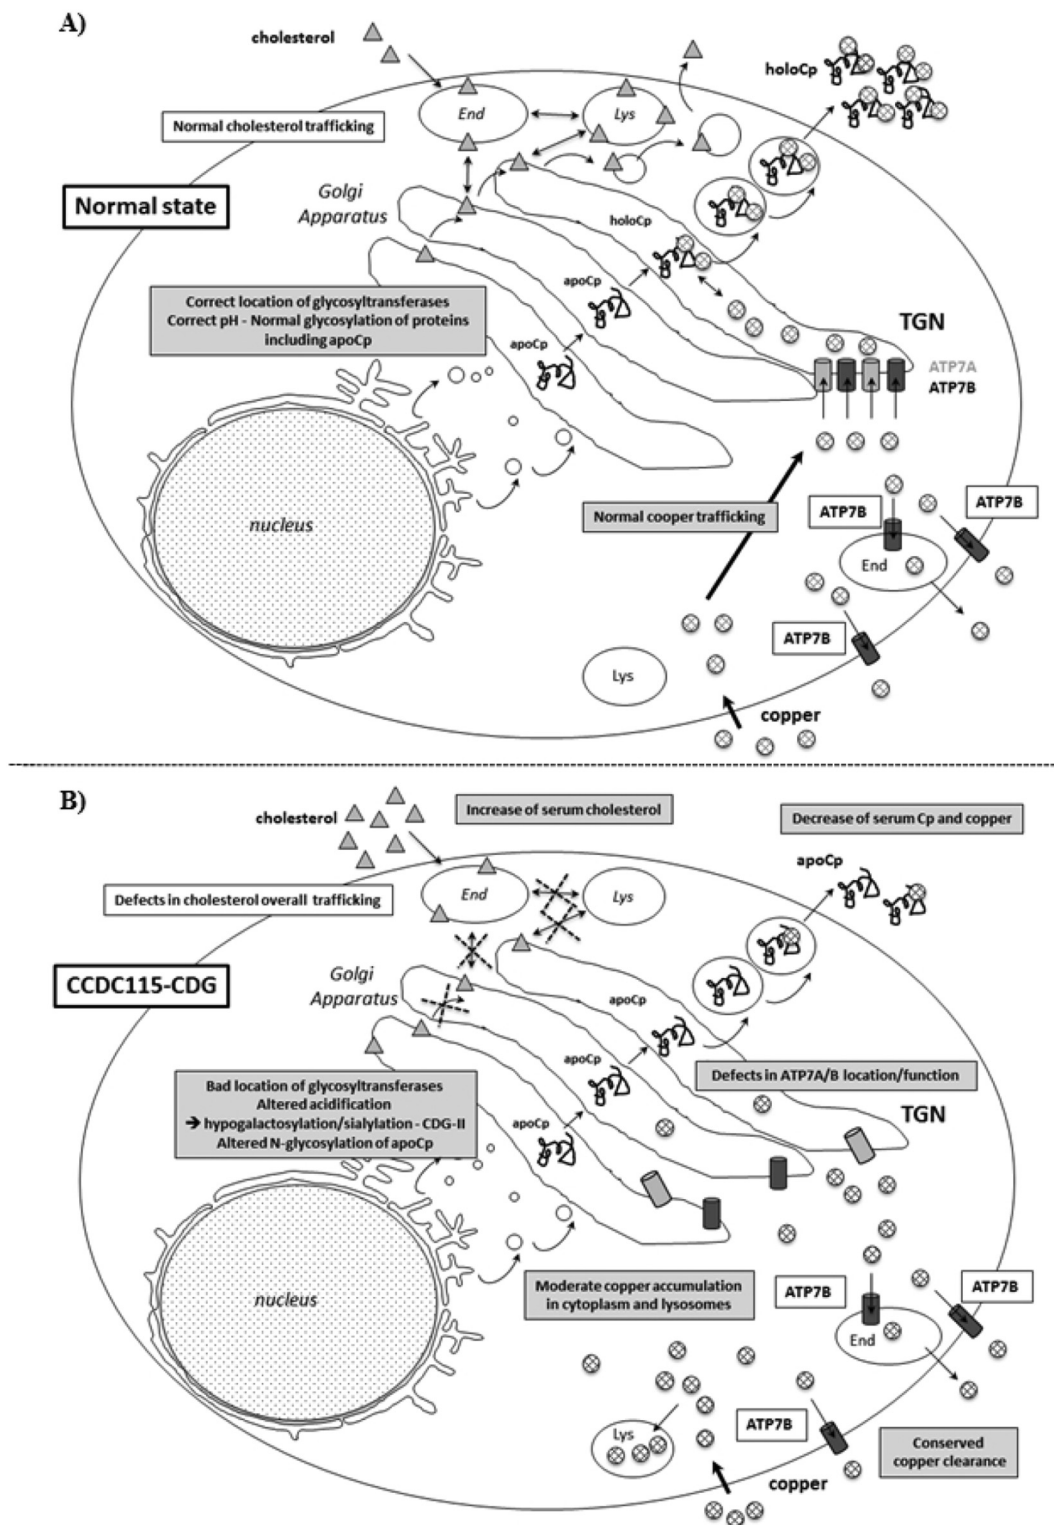 A)
cholesterol
holoCp
End
Lys
Normal cholesterol trafficking
Golgi
Apparatus
Normal state
holoCp
apoCp
Correct location of glycosyltransferases
Correct pH - Normal glycosylation of proteins
including apoCp
apoCp
TGN
ATP7A
ATP7B
nucleus
Normal cooper trafficking
ATP7B
ATP7B
End
ATP7B
Lys
copper
B)
cholesterol
Increase of serum cholesterol
Decrease of serum Cp and copper
apoCp
End
Lys
Defects in cholesterol overall trafficking
CCDC115-CDG
Golgi
Apparatus
apoCp
apoCp
Defects in ATP7A/B location/function
Bad location of glycosyltransferases
Altered acidification
➔ hypogalactosylation/sialylation - CDG-II
Altered N-glycosylation of apoCp
apoCp
TGN
nucleus
Moderate copper accumulation
in cytoplasm and lysosomes
ATP7B
ATP7B
End
ATP7B
Lys
Conserved
copper clearance
copper